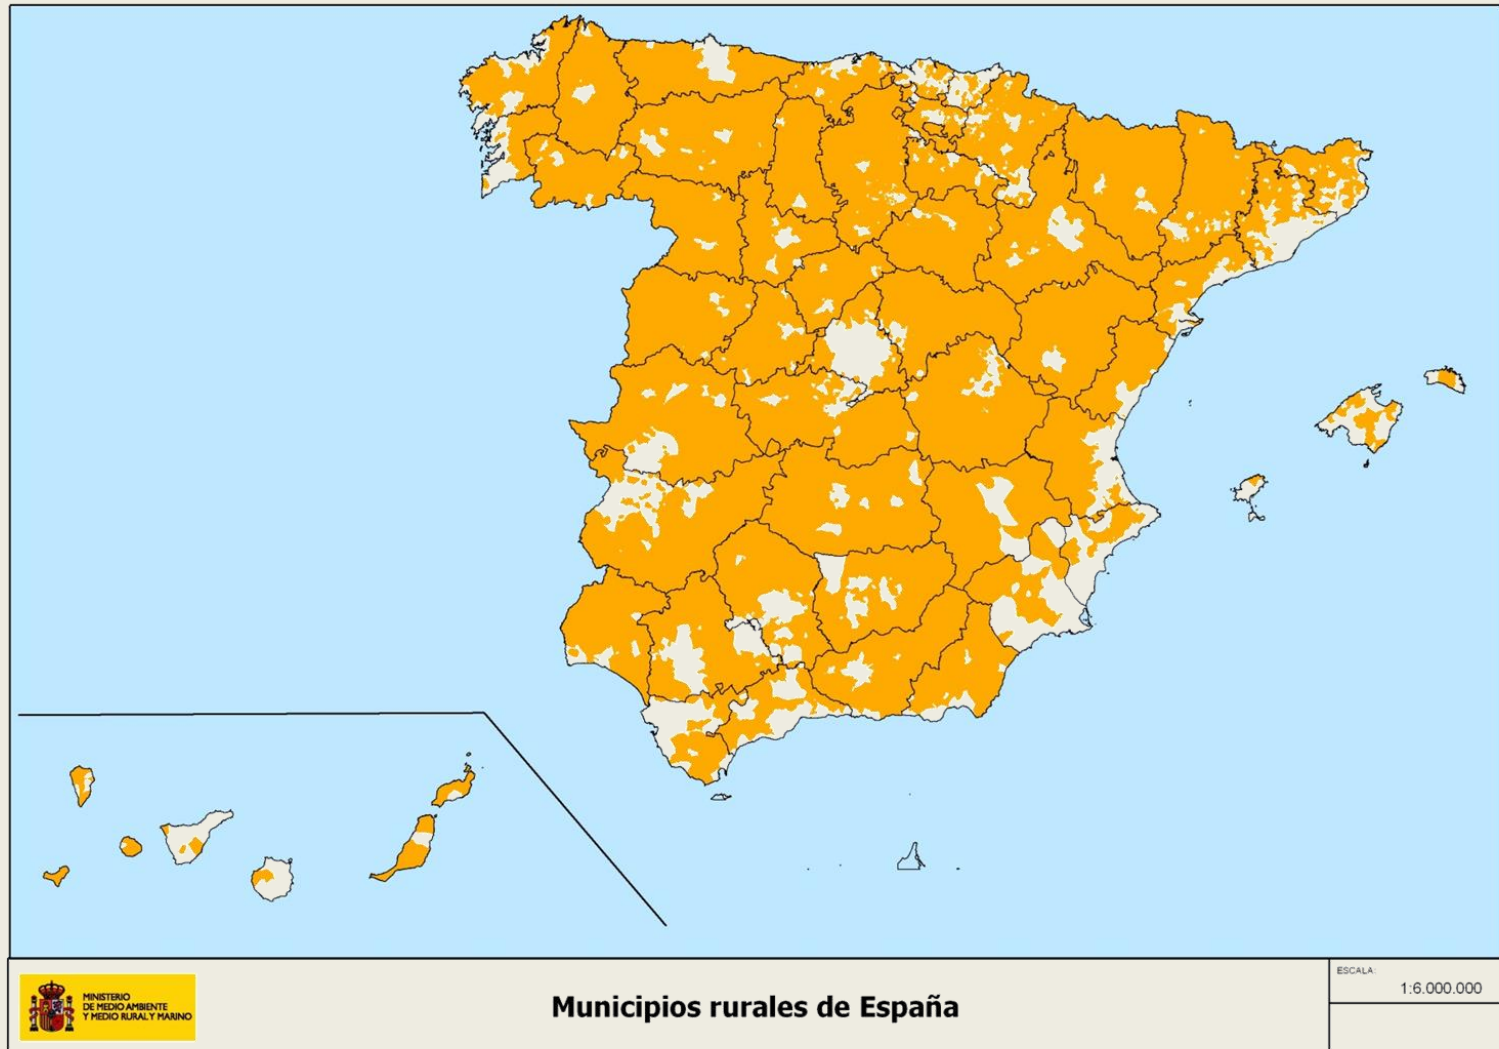 MINISTERIO
DE MEDIO AMBIENTE
Y MEDIO RURAL Y MARINO
Municipios rurales de España
ESCALA:
1:6.000.000